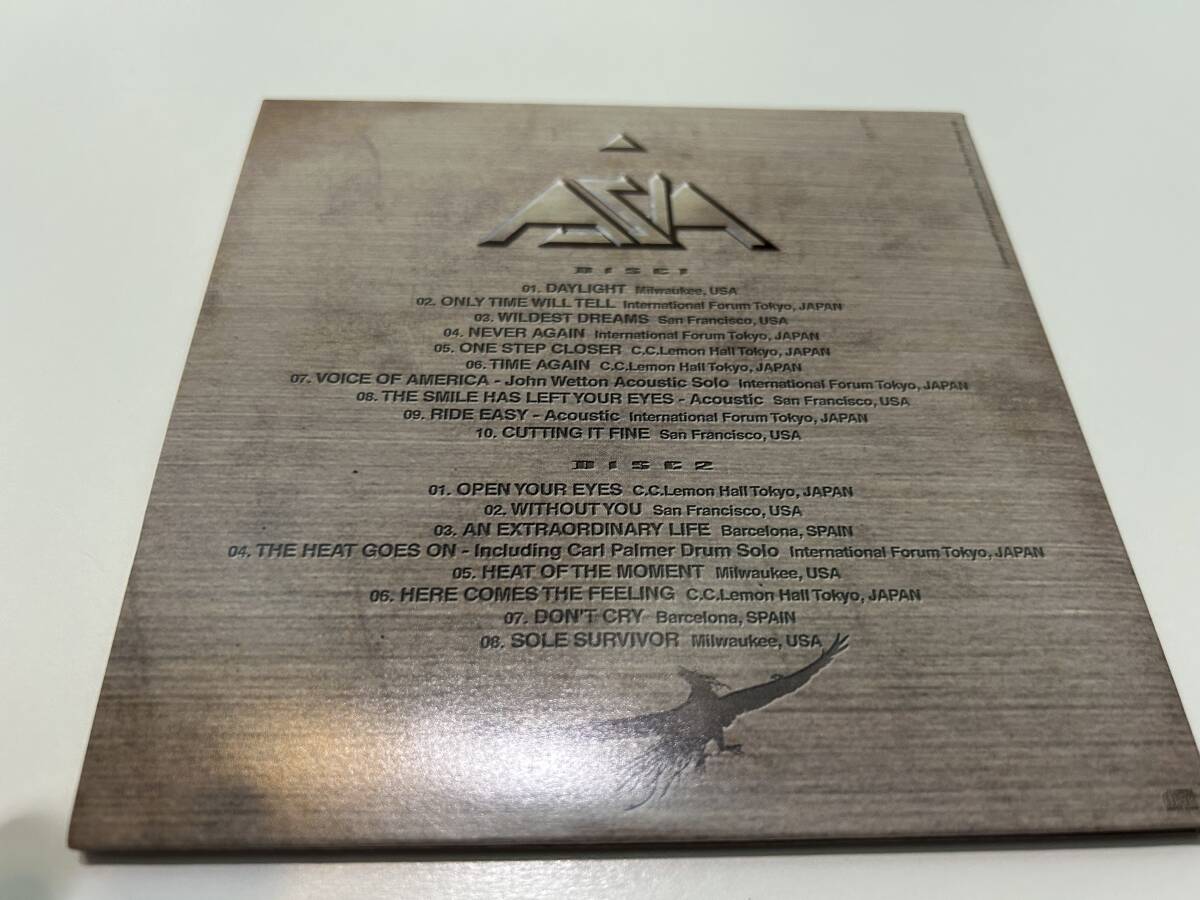 ASIA
DISC1
01. DAYLIGHT Milwaukee, USA
02. ONLY TIME WILL TELL International Forum Tokyo, JAPAN
03. WILDEST DREAMS San Francisco, USA
04. NEVER AGAIN International Forum Tokyo, JAPAN
05. ONE STEP CLOSER C.C.Lemon Hall Tokyo, JAPAN
06. TIME AGAIN C.C.Lemon Hall Tokyo, JAPAN
07. VOICE OF AMERICA - John Wetton Acoustic Solo International Forum Tokyo, JAPAN
08. THE SMILE HAS LEFT YOUR EYES - Acoustic San Francisco, USA
09. RIDE EASY - Acoustic International Forum Tokyo, JAPAN
10. CUTTING IT FINE San Francisco, USA
DISC2
01. OPEN YOUR EYES C.C.Lemon Hall Tokyo, JAPAN
02. WITHOUT YOU San Francisco, USA
03. AN EXTRAORDINARY LIFE Barcelona, SPAIN
04. THE HEAT GOES ON - Including Carl Palmer Drum Solo International Forum Tokyo, JAPAN
05. HEAT OF THE MOMENT Milwaukee, USA
06. HERE COMES THE FEELING C.C.Lemon Hall Tokyo, JAPAN
07. DON'T CRY Barcelona, SPAIN
08. SOLE SURVIVOR Milwaukee, USA